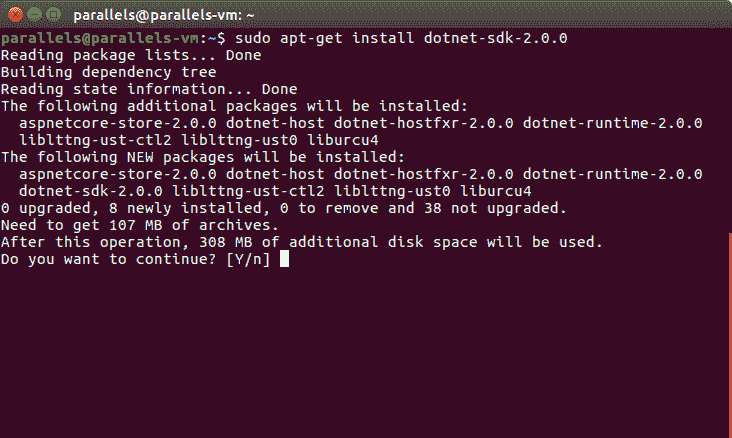 parallels@parallels-vm: ~
parallels@parallels-vm:~$ sudo apt-get install dotnet-sdk-2.0.0
Reading package lists... Done
Building dependency tree
Reading state information... Done
The following additional packages will be installed:
  aspnetcore-store-2.0.0 dotnet-host dotnet-hostfxr-2.0.0 dotnet-runtime-2.0.0
  liblttng-ust-ctl2 liblttng-ust0 liburcu4
The following NEW packages will be installed:
  aspnetcore-store-2.0.0 dotnet-host dotnet-hostfxr-2.0.0 dotnet-runtime-2.0.0
  dotnet-sdk-2.0.0 liblttng-ust-ctl2 liblttng-ust0 liburcu4
0 upgraded, 8 newly installed, 0 to remove and 38 not upgraded.
Need to get 107 MB of archives.
After this operation, 308 MB of additional disk space will be used.
Do you want to continue? [Y/n]